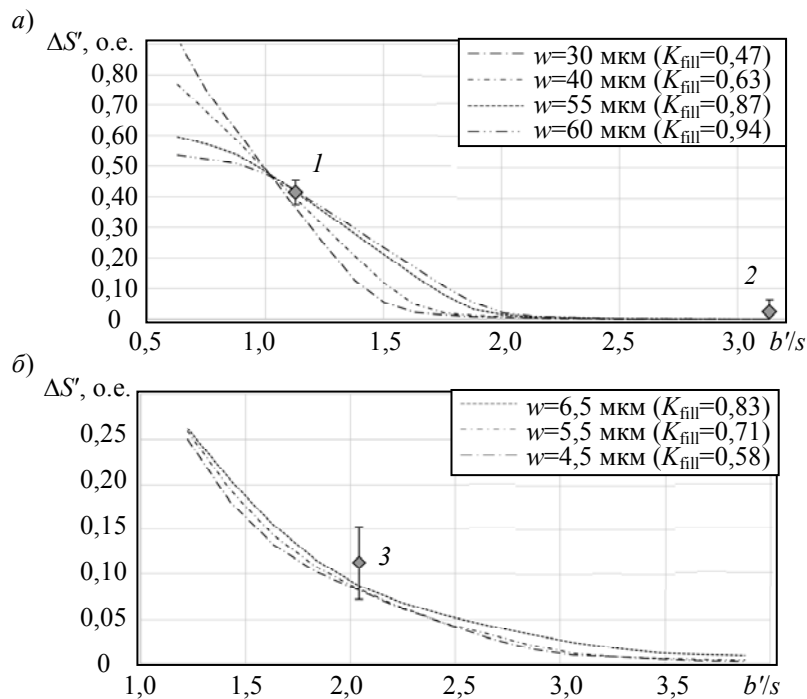 а)
ΔS′, о.е.
0,80
0,70
0,60
0,50
0,40
0,30
0,20
0,10
0
w=30 мкм (Kfill=0,47)
w=40 мкм (Kfill=0,63)
w=55 мкм (Kfill=0,87)
w=60 мкм (Kfill=0,94)
1
2
0,5 1,0 1,5 2,0 2,5 3,0 b′/s
б)
ΔS′, о.е.
0,25
0,20
0,15
0,10
0,05
0
w=6,5 мкм (Kfill=0,83)
w=5,5 мкм (Kfill=0,71)
w=4,5 мкм (Kfill=0,58)
3
1,0 1,5 2,0 2,5 3,0 3,5 b′/s